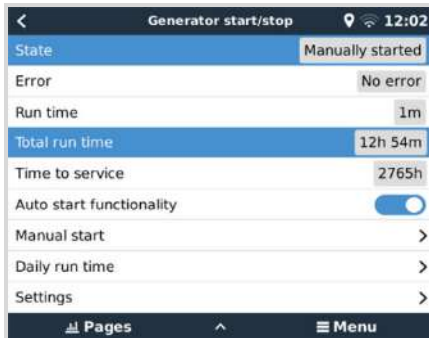 Generator start/stop 12:02
State Manually started
Error No error
Run time 1m
Total run time 12h 54m
Time to service 2765h
Auto start functionality
Manual start
Daily run time
Settings
Pages Menu